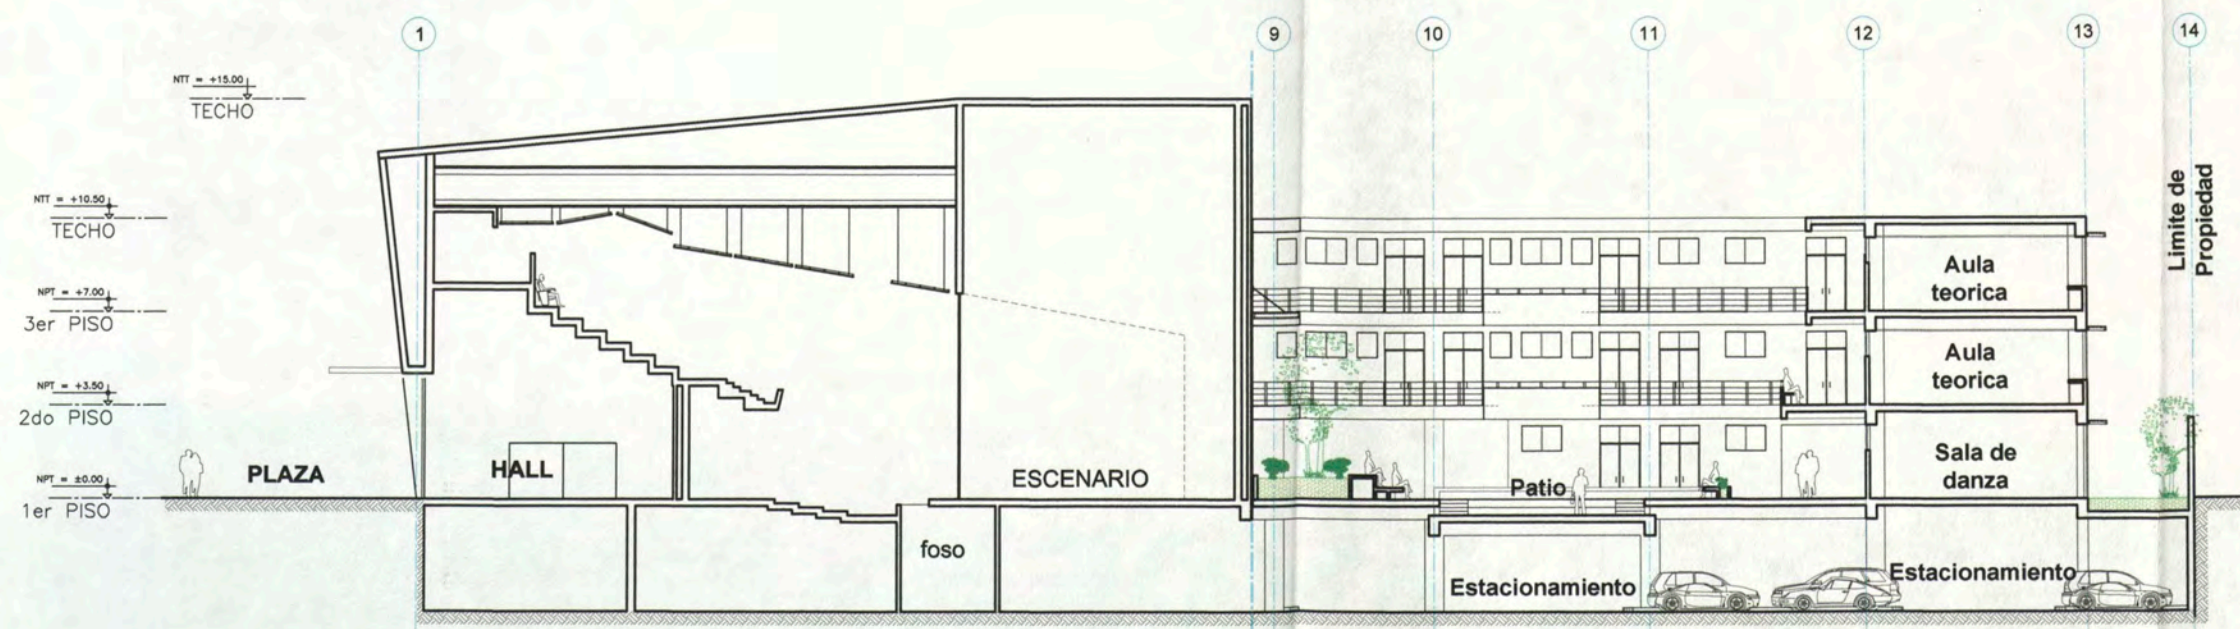 1
9
10
11
12
13
14
NTT = +15.00
TECHO
NTT = +10.50
TECHO
NPT = +7.00
3er PISO
NPT = +3.50
2do PISO
NPT = ±0.00
1er PISO
PLAZA
HALL
ESCENARIO
foso
Patio
Aula
teorica
Aula
teorica
Sala de
danza
Estacionamiento
Estacionamiento
Limite de
Propiedad